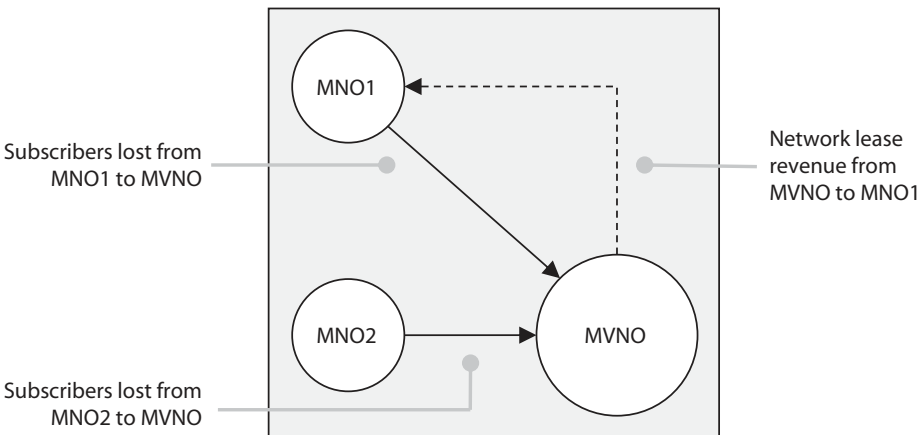 MNO1
Subscribers lost from
MNO1 to MVNO
Network lease
revenue from
MVNO to MNO1
MNO2
MVNO
Subscribers lost from
MNO2 to MVNO